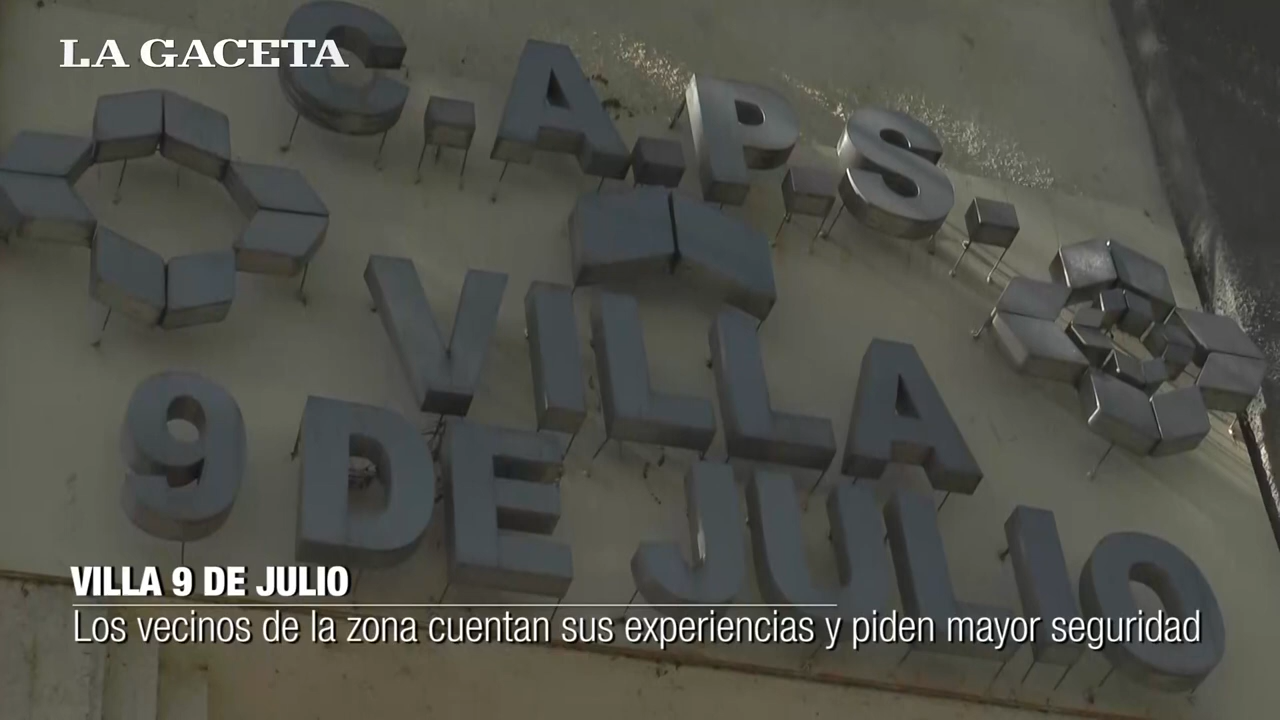 LA GACETA
C.A.P.S.
VILLA
9 DE JULIO
VILLA 9 DE JULIO
Los vecinos de la zona cuentan sus experiencias y piden mayor seguridad